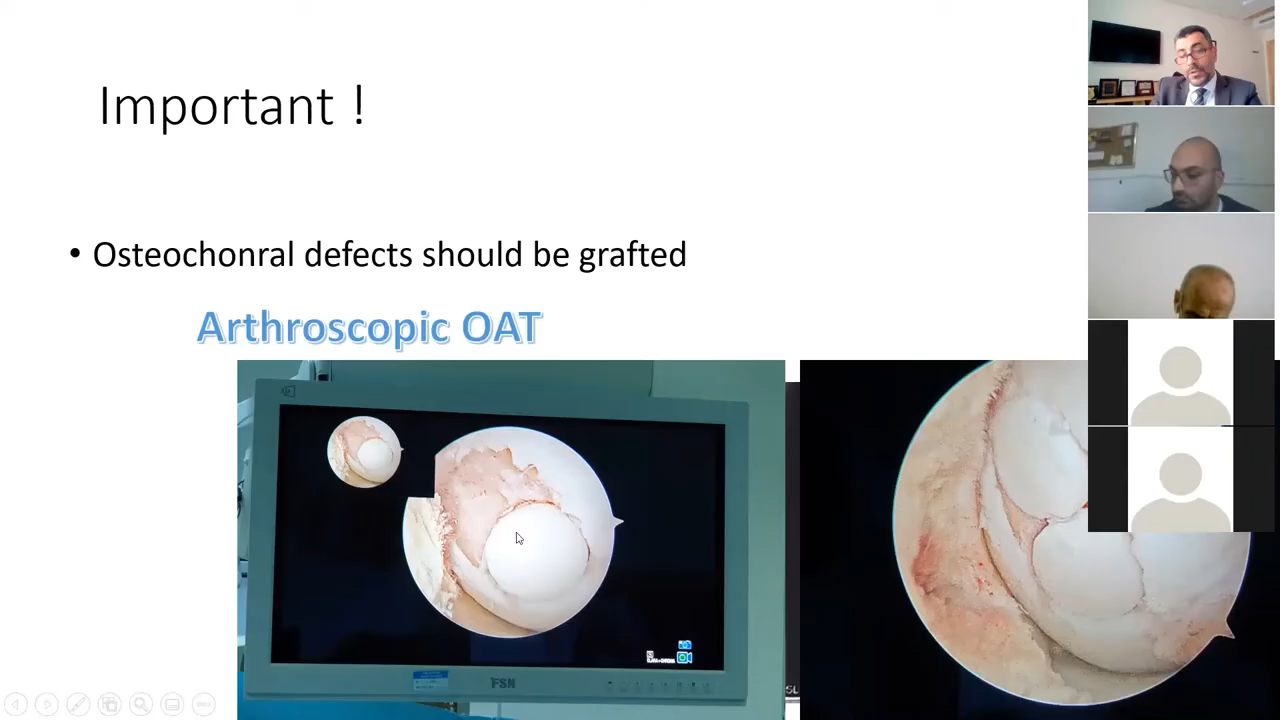 Important !
• Osteochonral defects should be grafted
Arthroscopic OAT
FSN